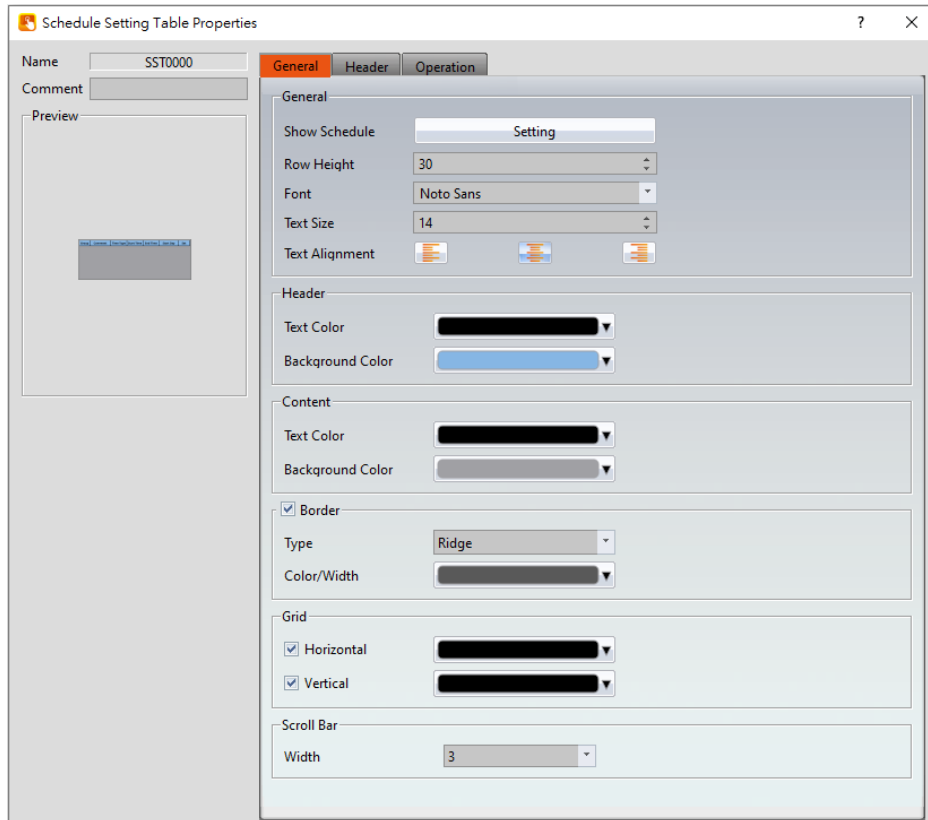 Schedule Setting Table Properties ? ×
Name SST0000
Comment
Preview
General Header Operation
General
Show Schedule Setting
Row Height 30
Font Noto Sans
Text Size 14
Text Alignment
Header
Text Color
Background Color
Content
Text Color
Background Color
Border
Type Ridge
Color/Width
Grid
Horizontal
Vertical
Scroll Bar
Width 3